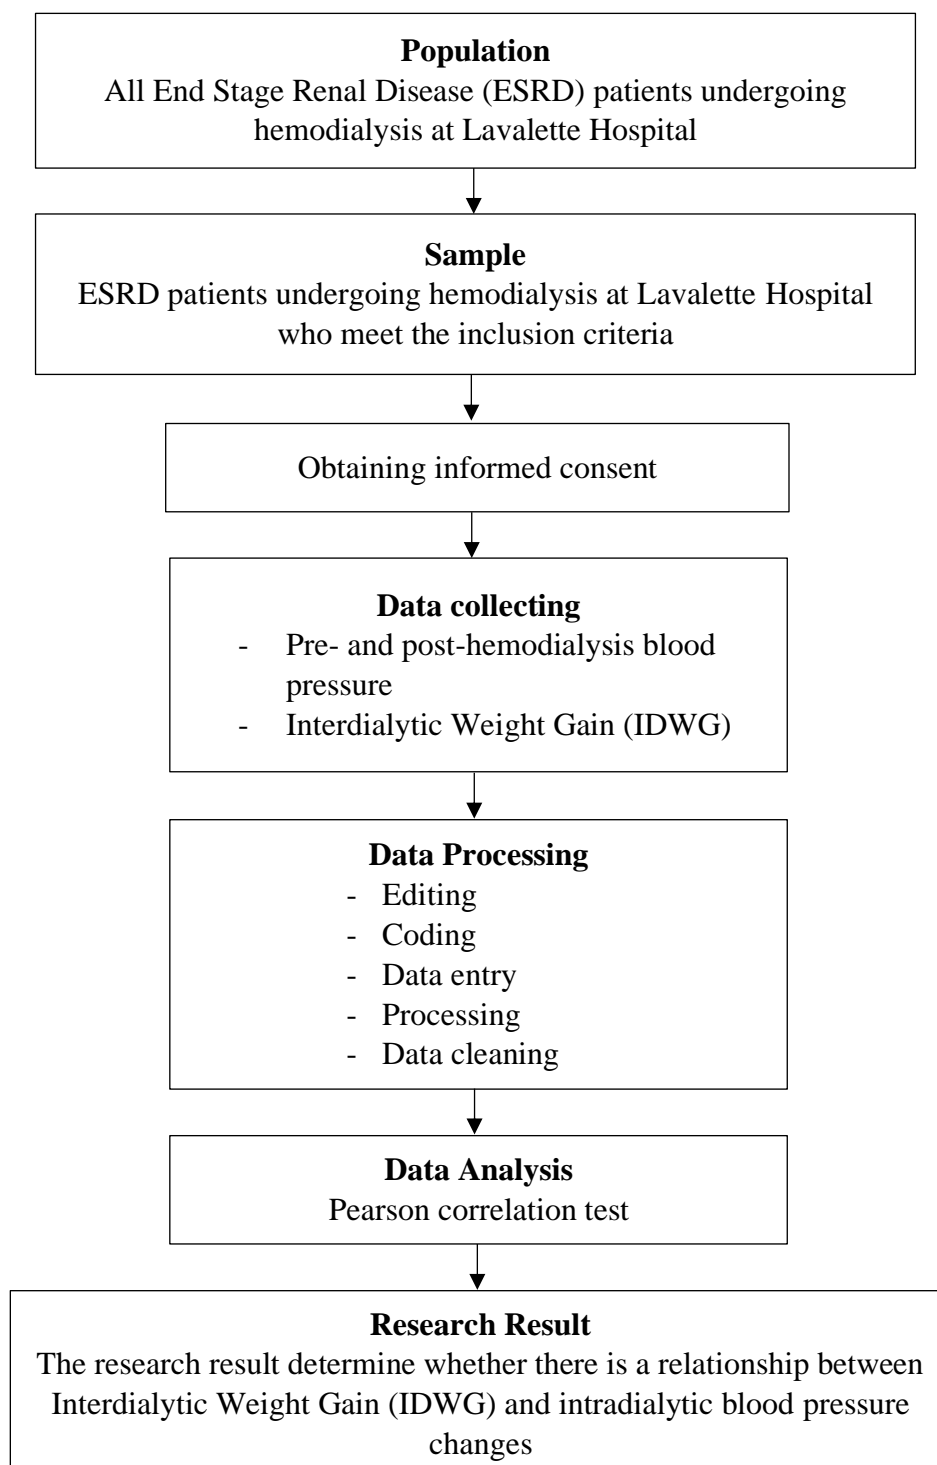 Population
All End Stage Renal Disease (ESRD) patients undergoing
hemodialysis at Lavalette Hospital
Sample
ESRD patients undergoing hemodialysis at Lavalette Hospital
who meet the inclusion criteria
Obtaining informed consent
Data collecting
- Pre- and post-hemodialysis blood
pressure
- Interdialytic Weight Gain (IDWG)
Data Processing
- Editing
- Coding
- Data entry
- Processing
- Data cleaning
Data Analysis
Pearson correlation test
Research Result
The research result determine whether there is a relationship between
Interdialytic Weight Gain (IDWG) and intradialytic blood pressure
changes